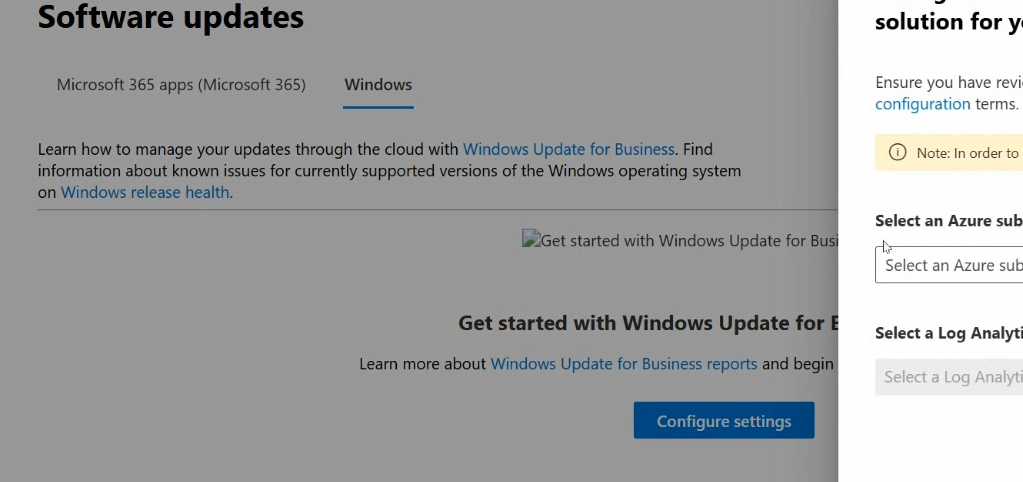 Software updates
Microsoft 365 apps (Microsoft 365) Windows
Learn how to manage your updates through the cloud with Windows Update for Business. Find
information about known issues for currently supported versions of the Windows operating system
on Windows release health.
Get started with Windows Update for Busi
Get started with Windows Update for B
Learn more about Windows Update for Business reports and begin
Configure settings
solution for y
Ensure you have revi
configuration terms.
Note: In order to
Select an Azure sub
Select an Azure sub
Select a Log Analyti
Select a Log Analyti